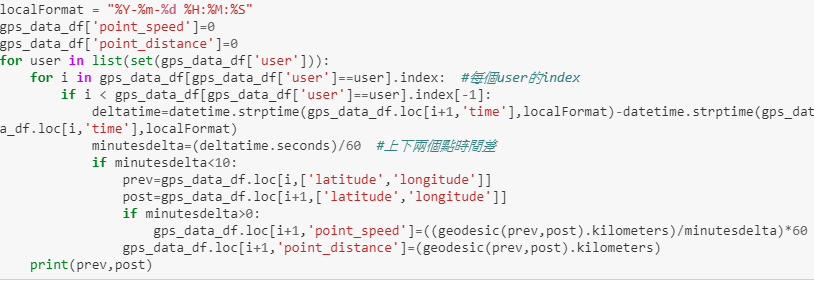 localFormat = "%Y-%m-%d %H:%M:%S"
gps_data_df['point_speed']=0
gps_data_df['point_distance']=0
for user in list(set(gps_data_df['user'])):
    for i in gps_data_df[gps_data_df['user']==user].index:  #每個user的index
        if i < gps_data_df[gps_data_df['user']==user].index[-1]:
            deltatime=datetime.strptime(gps_data_df.loc[i+1,'time'],localFormat)-datetime.strptime(gps_dat
a_df.loc[i,'time'],localFormat)
            minutesdelta=(deltatime.seconds)/60  #上下兩個點時間差
            if minutesdelta<10:
                prev=gps_data_df.loc[i,['latitude','longitude']]
                post=gps_data_df.loc[i+1,['latitude','longitude']]
                if minutesdelta>0:
                    gps_data_df.loc[i+1,'point_speed']=((geodesic(prev,post).kilometers)/minutesdelta)*60
                gps_data_df.loc[i+1,'point_distance']=(geodesic(prev,post).kilometers)
    print(prev,post)